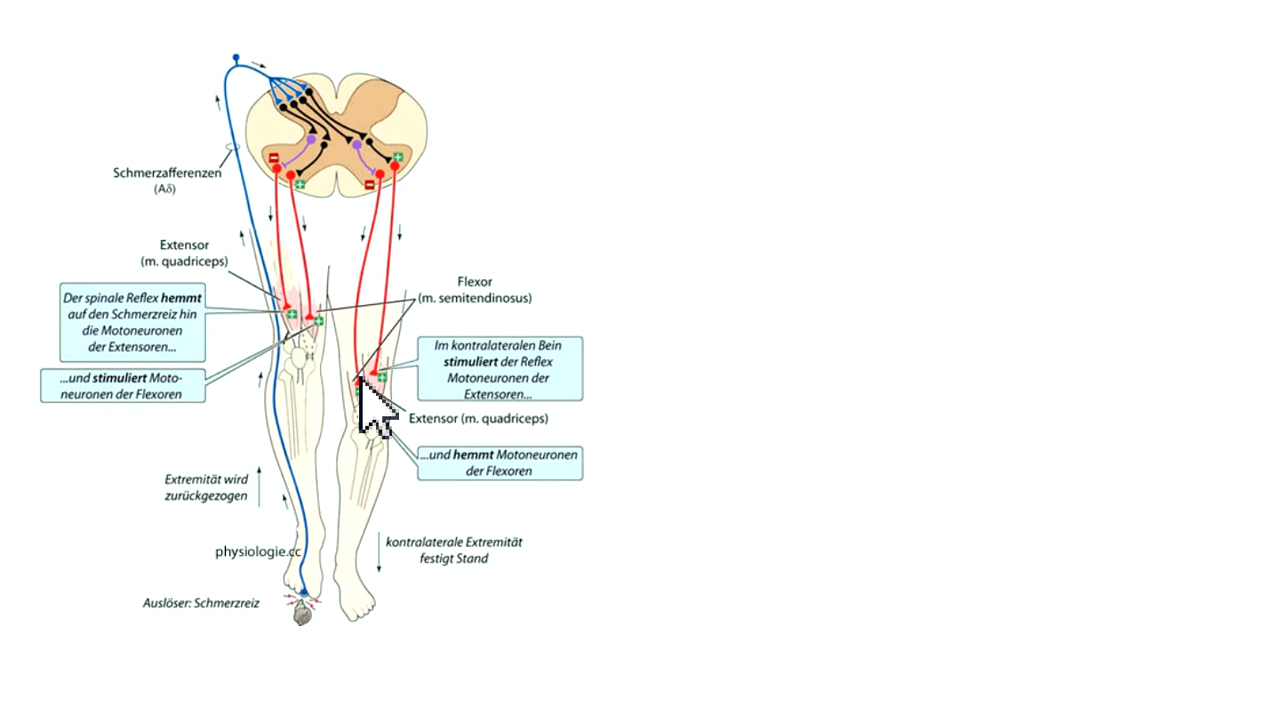 Schmerzafferenzen
(Aδ)
Extensor
(m. quadriceps)
Der spinale Reflex hemmt
auf den Schmerzreiz hin
die Motoneuronen
der Extensoren...
...und stimuliert Moto-
neuronen der Flexoren
Flexor
(m. semitendinosus)
Im kontralateralen Bein
stimuliert der Reflex
Motoneuronen der
Extensoren...
Extensor (m. quadriceps)
...und hemmt Motoneuronen
der Flexoren
Extremität wird
zurückgezogen
physiologie.cc
kontralaterale Extremität
festigt Stand
Auslöser: Schmerzreiz